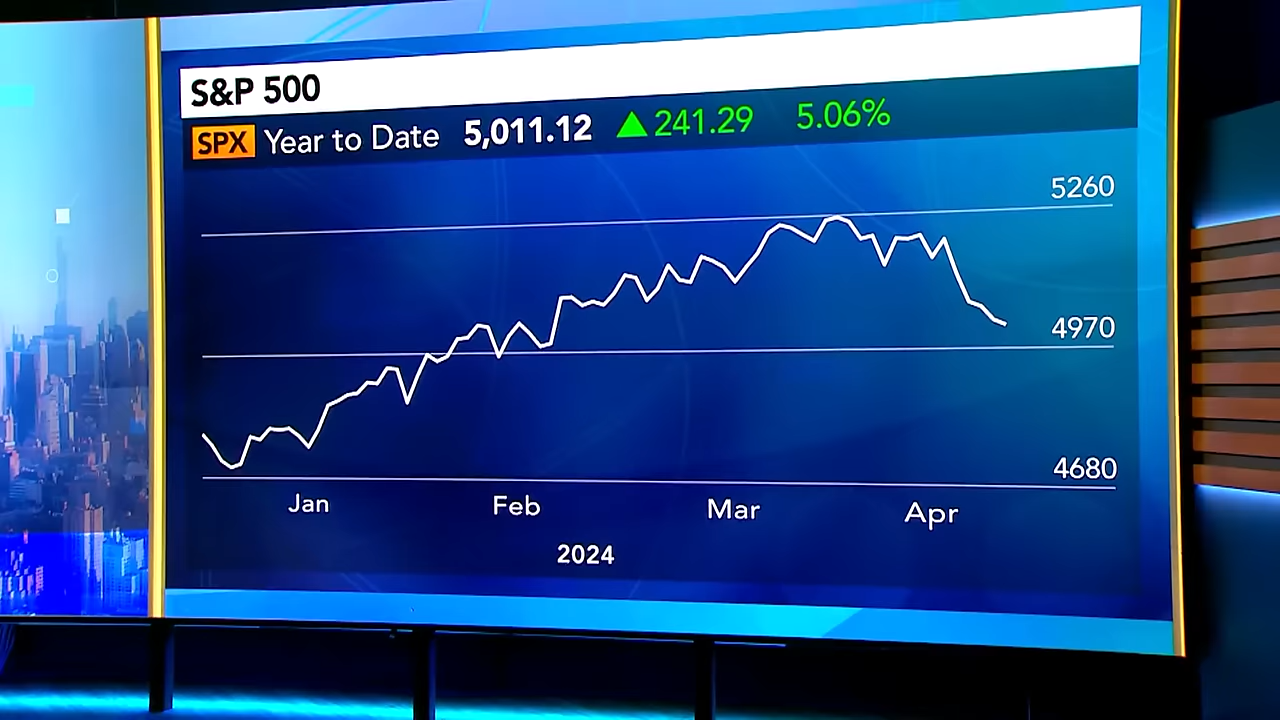 S&P 500
SPX Year to Date 5,011.12 ▲241.29 5.06%
5260
4970
4680
Jan Feb Mar Apr
2024